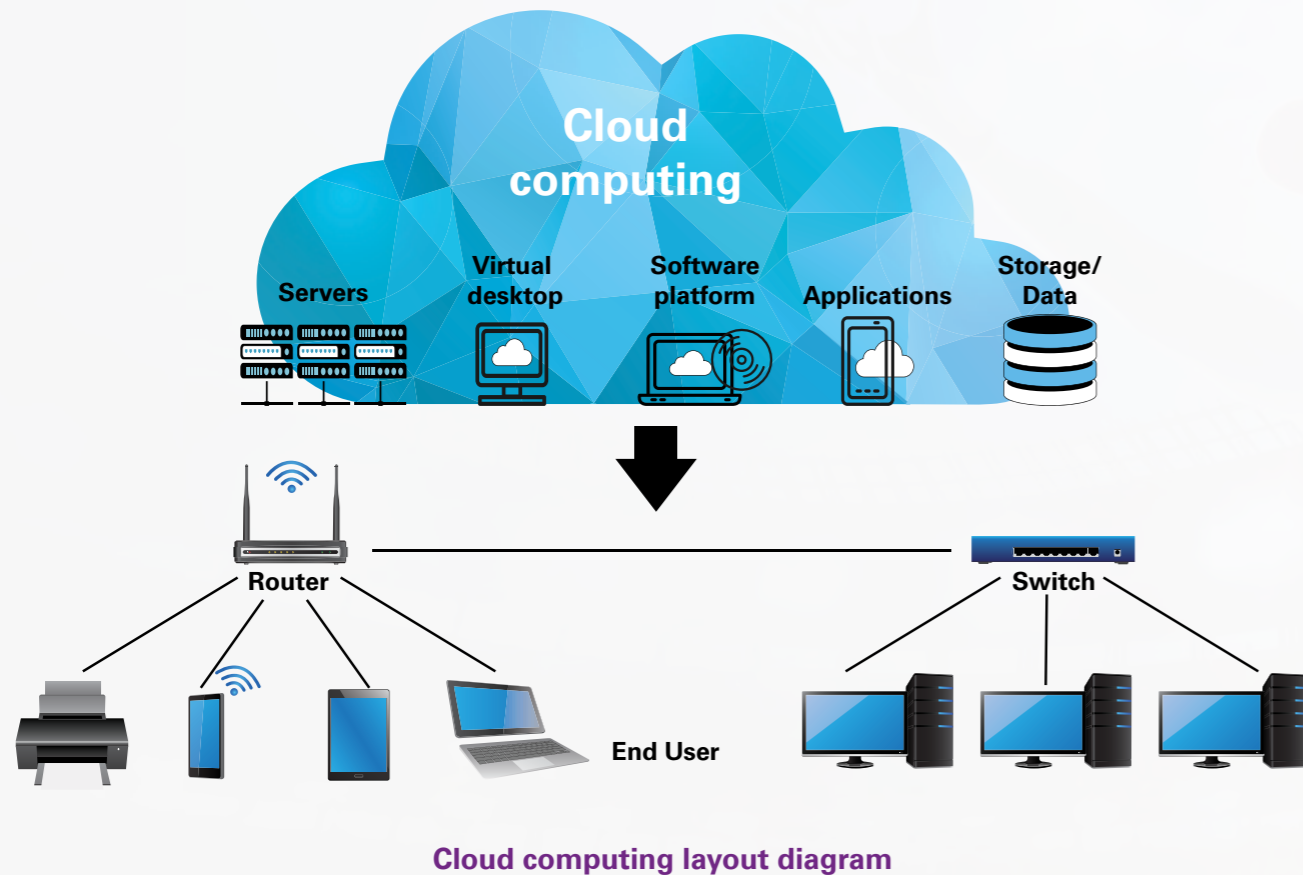 Cloud
computing
Servers
Virtual
desktop
Software
platform
Applications
Storage/
Data
Router
Switch
End User
Cloud computing layout diagram